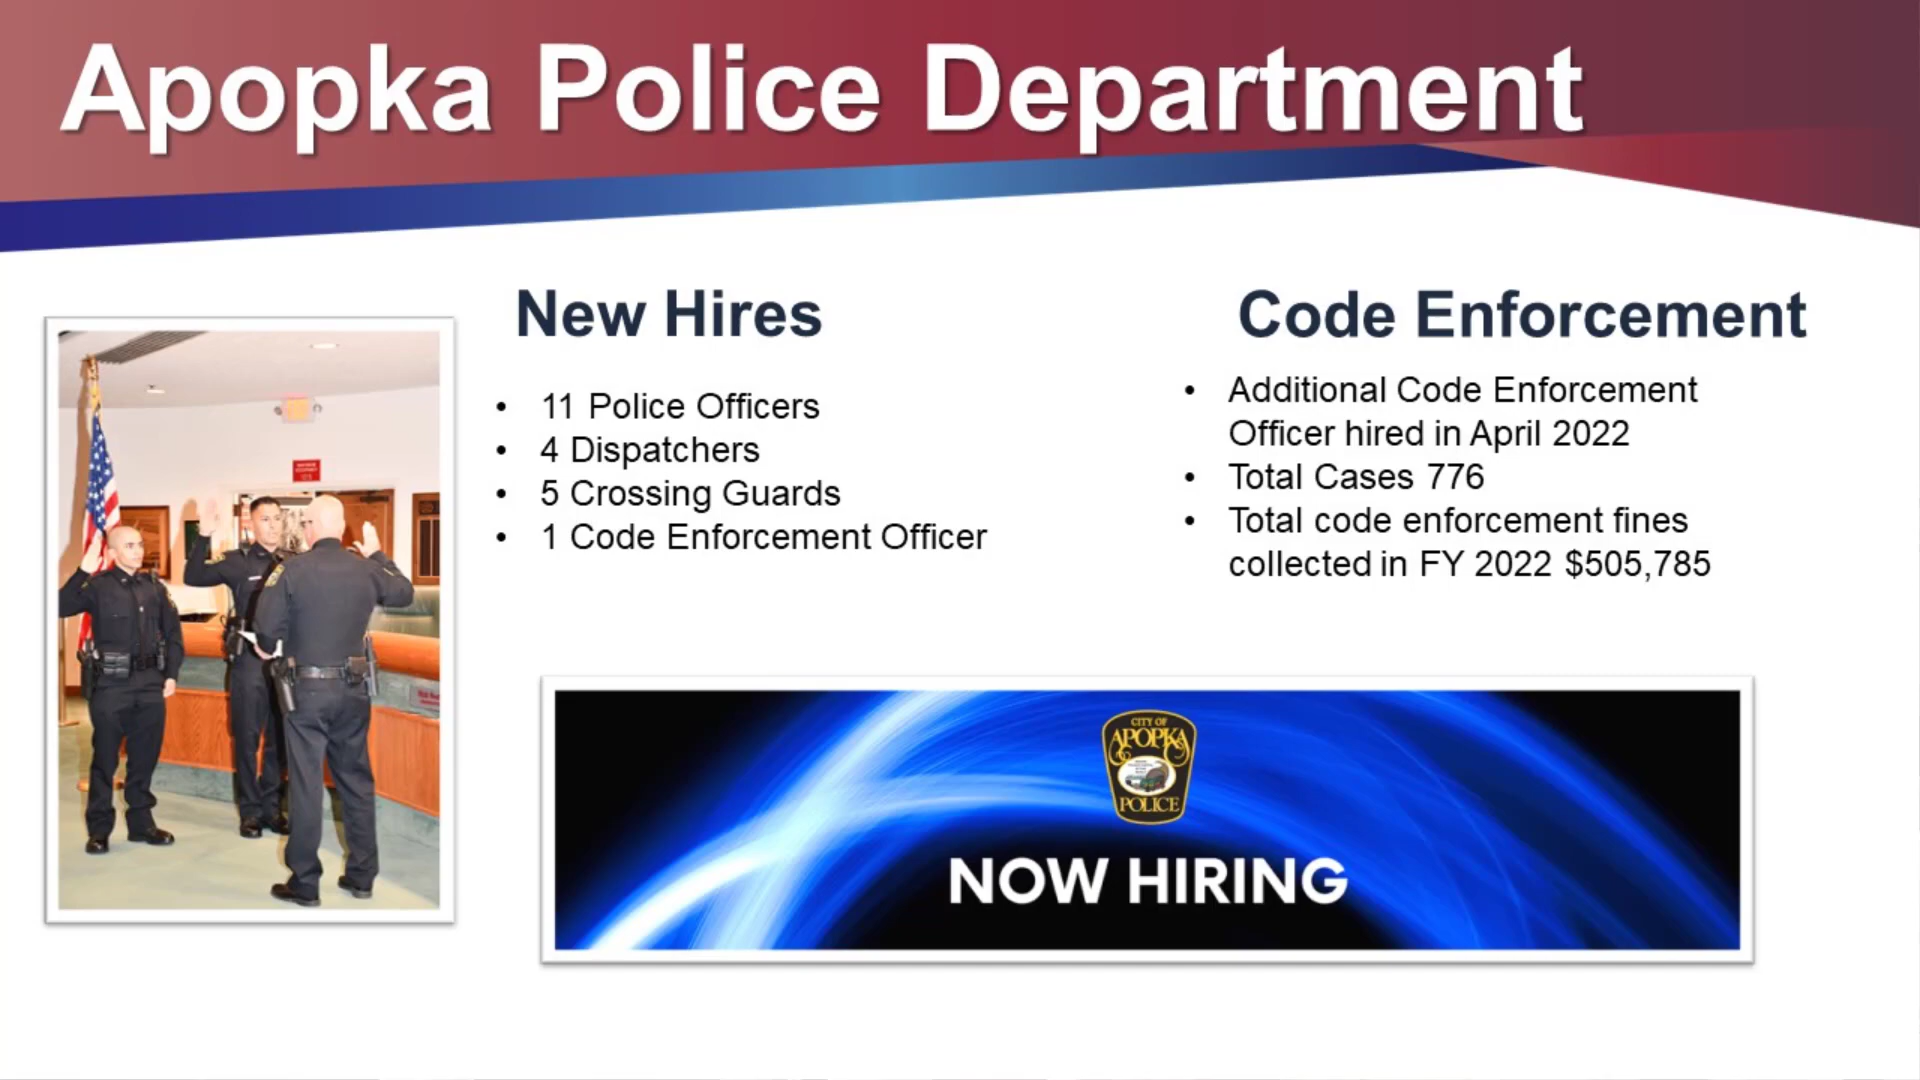 Apopka Police Department
New Hires
• 11 Police Officers
• 4 Dispatchers
• 5 Crossing Guards
• 1 Code Enforcement Officer
Code Enforcement
• Additional Code Enforcement
Officer hired in April 2022
• Total Cases 776
• Total code enforcement fines
collected in FY 2022 $505,785
CITY OF
APOPKA
POLICE
NOW HIRING